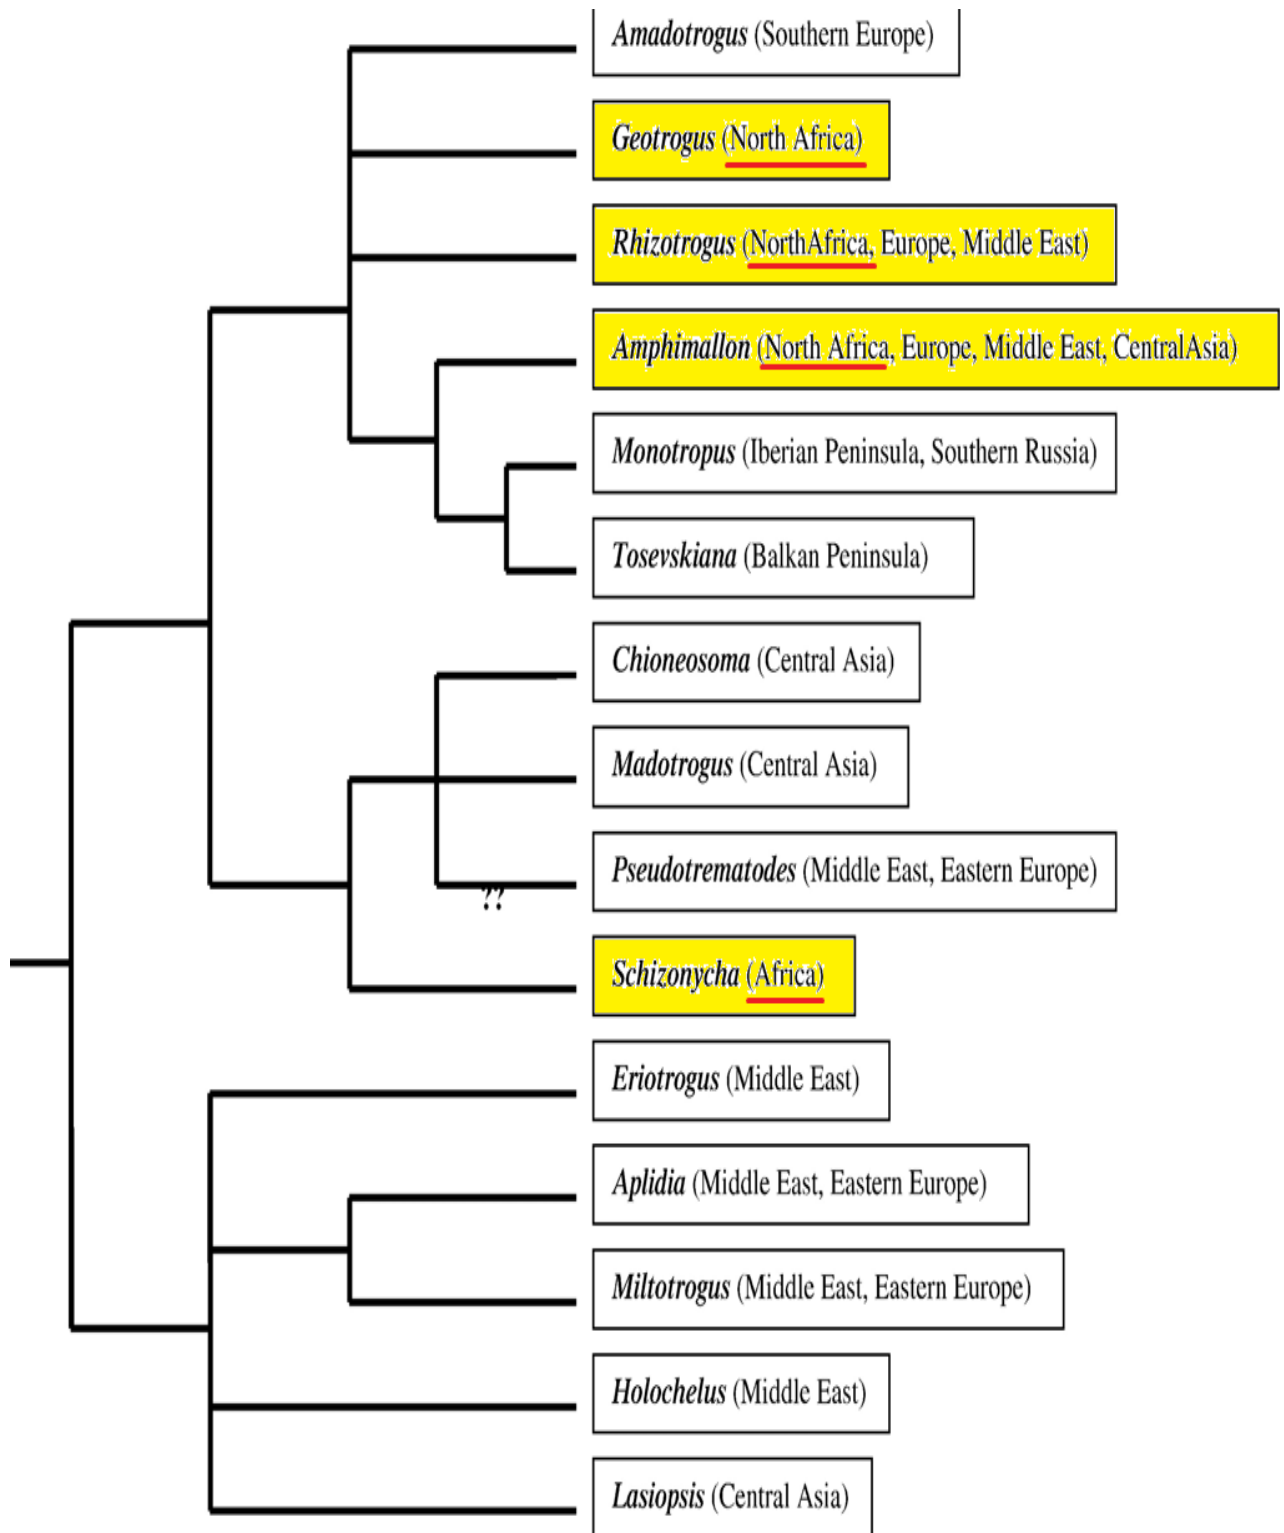 Amadotrogus (Southern Europe)
Geotrogus (North Africa)
Rhizotrogus (NorthAfrica, Europe, Middle East)
Amphimallon (North Africa, Europe, Middle East, CentralAsia)
Monotropus (Iberian Peninsula, Southern Russia)
Tosevskiana (Balkan Peninsula)
Chioneosoma (Central Asia)
Madotrogus (Central Asia)
Pseudotrematodes (Middle East, Eastern Europe)
??
Schizonycha (Africa)
Eriotrogus (Middle East)
Aplidia (Middle East, Eastern Europe)
Miltotrogus (Middle East, Eastern Europe)
Holochelus (Middle East)
Lasiopsis (Central Asia)